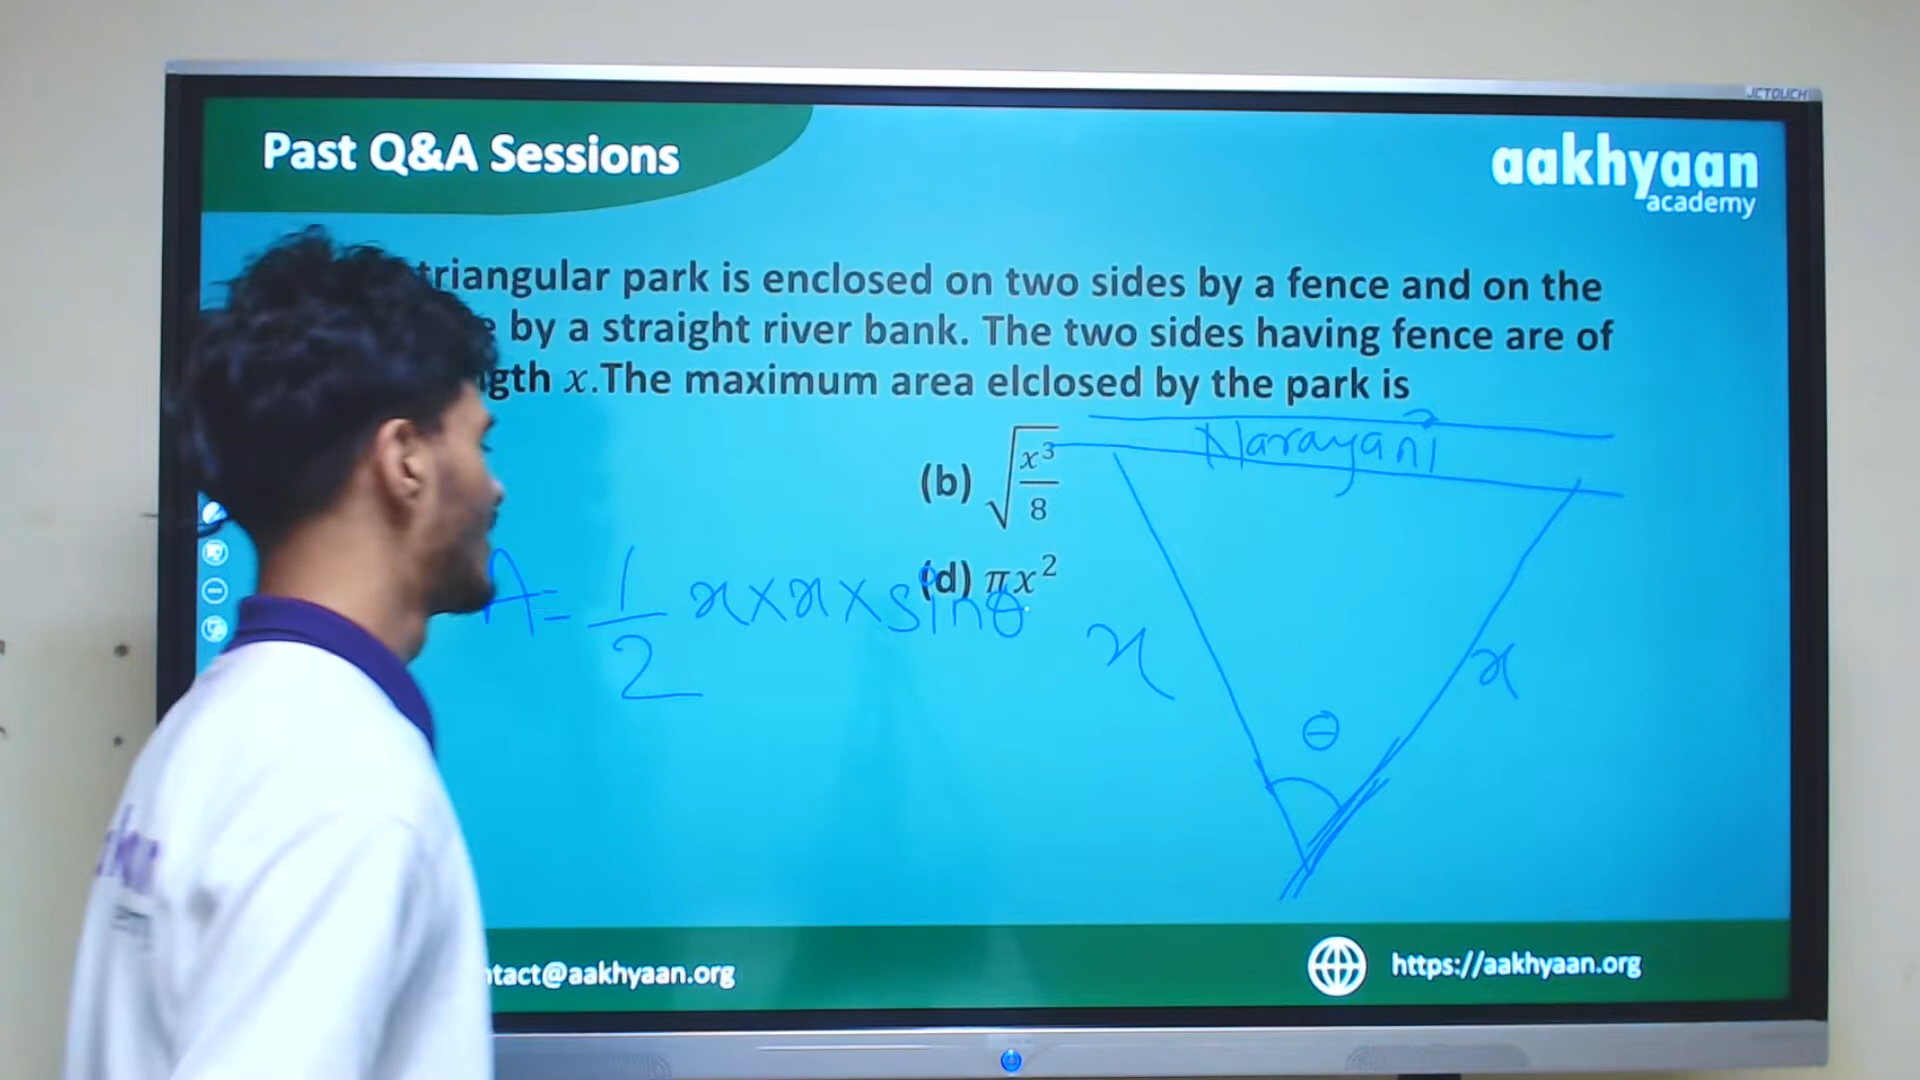 JCTOUCH
Past Q&A Sessions
aakhyaan
academy
triangular park is enclosed on two sides by a fence and on the
by a straight river bank. The two sides having fence are of
x.The maximum area elclosed by the park is
Narayani
(b) √(x³/8)
(d) πx²
A = 1/2 x × x × sinθ
x
x
θ
@aakhyaan.org
https://aakhyaan.org